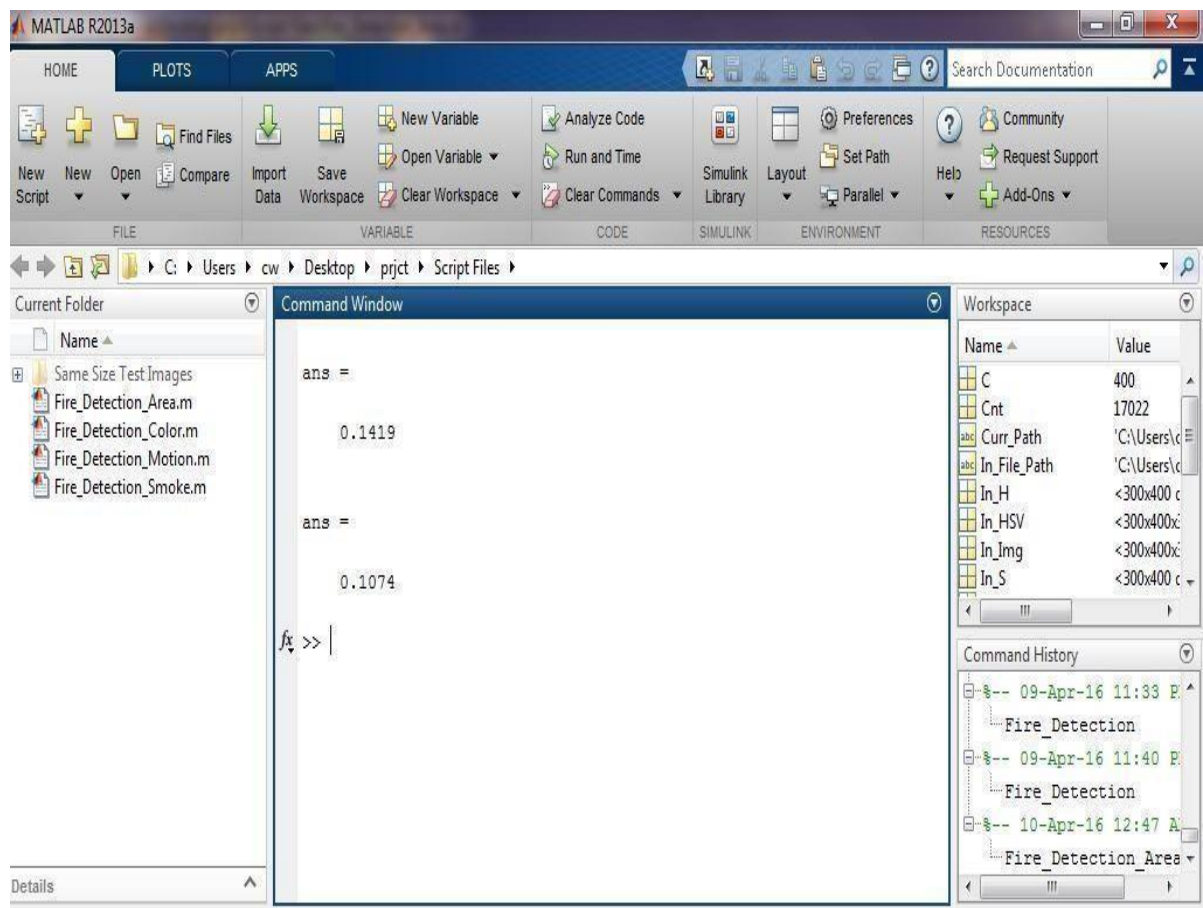 MATLAB R2013a
HOME PLOTS APPS
Search Documentation
New Script
New
Open
Find Files
Compare
FILE
Import Data
Save Workspace
New Variable
Open Variable
Clear Workspace
VARIABLE
Analyze Code
Run and Time
Clear Commands
CODE
Simulink Library
SIMULINK
Layout
Preferences
Set Path
Parallel
ENVIRONMENT
Help
Community
Request Support
Add-Ons
RESOURCES
C: Users cw Desktop prjct Script Files
Current Folder
Name
Same Size Test Images
Fire_Detection_Area.m
Fire_Detection_Color.m
Fire_Detection_Motion.m
Fire_Detection_Smoke.m
Details
Command Window
ans =
0.1419
ans =
0.1074
fx >>
Workspace
Name Value
C 400
Cnt 17022
abc Curr_Path 'C:\Users\c
abc In_File_Path 'C:\Users\c
In_H <300x400 c
In_HSV <300x400x3
In_Img <300x400x3
In_S <300x400 c
Command History
%-- 09-Apr-16 11:33 P
Fire_Detection
%-- 09-Apr-16 11:40 P
Fire_Detection
%-- 10-Apr-16 12:47 A
Fire_Detection_Area